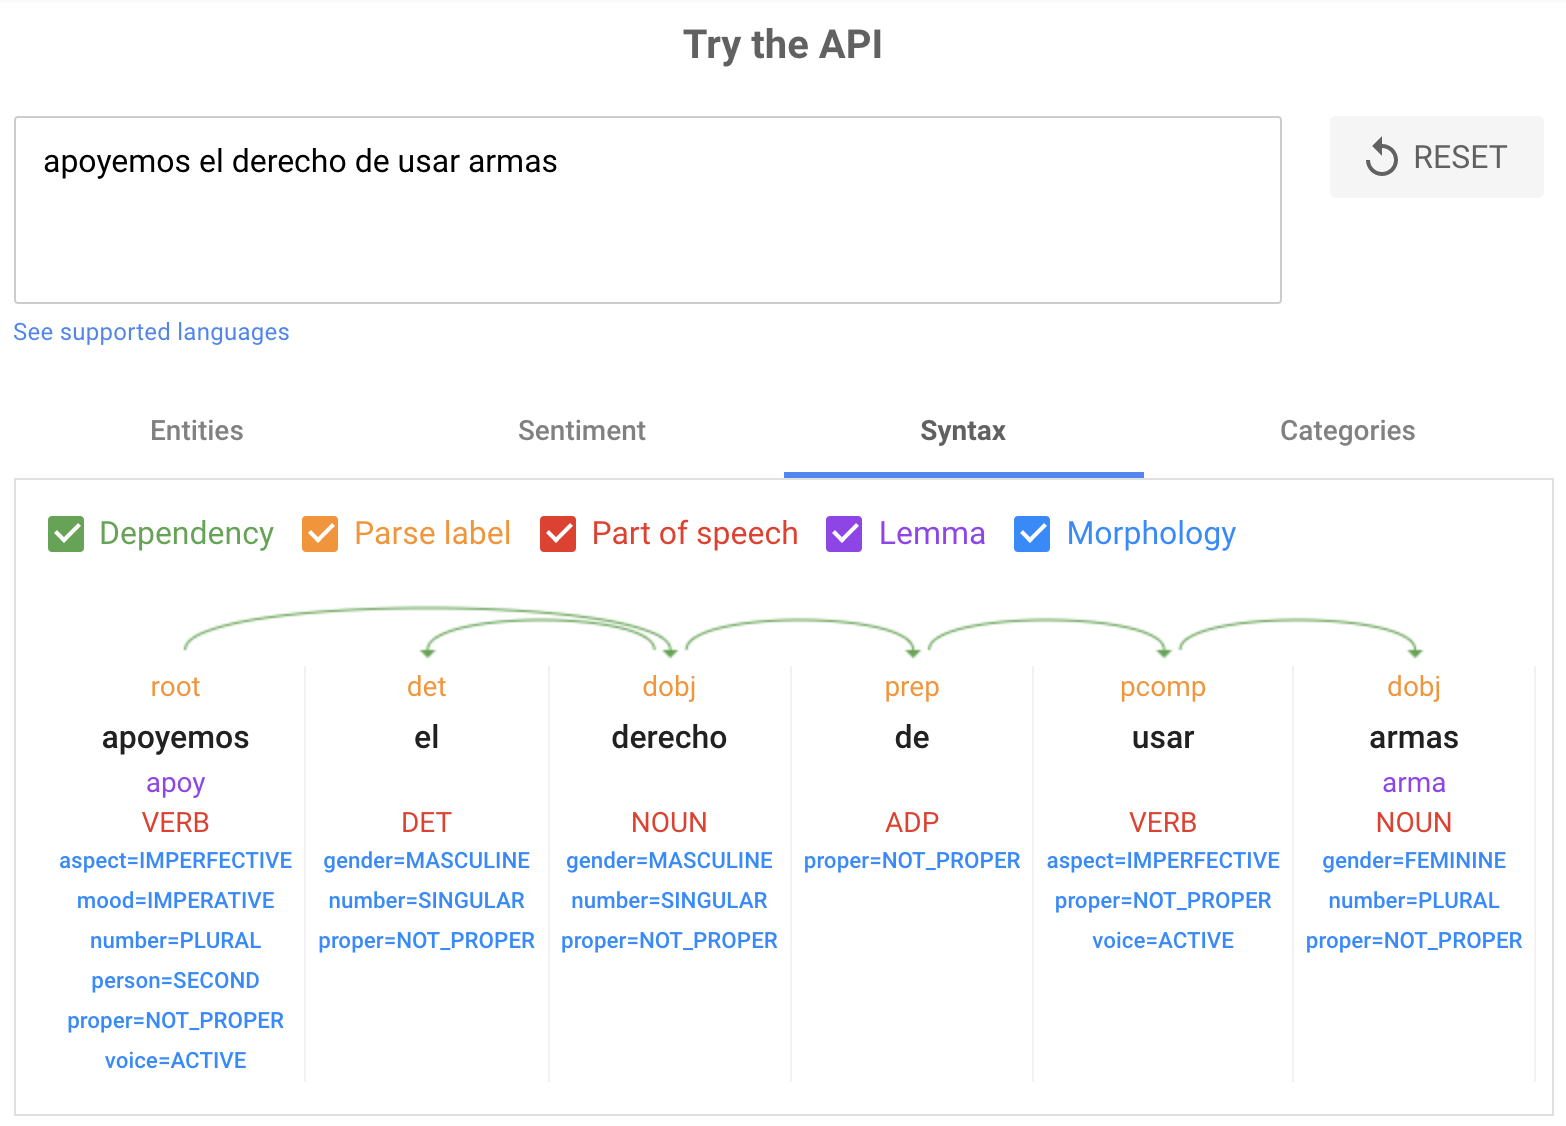 Try the API
apoyemos el derecho de usar armas
RESET
See supported languages
Entities Sentiment Syntax Categories
Dependency Parse label Part of speech Lemma Morphology
root det dobj prep pcomp dobj
apoyemos el derecho de usar armas
apoy arma
VERB DET NOUN ADP VERB NOUN
aspect=IMPERFECTIVE gender=MASCULINE gender=MASCULINE proper=NOT_PROPER aspect=IMPERFECTIVE gender=FEMININE
mood=IMPERATIVE number=SINGULAR number=SINGULAR proper=NOT_PROPER number=PLURAL
number=PLURAL proper=NOT_PROPER proper=NOT_PROPER voice=ACTIVE proper=NOT_PROPER
person=SECOND
proper=NOT_PROPER
voice=ACTIVE